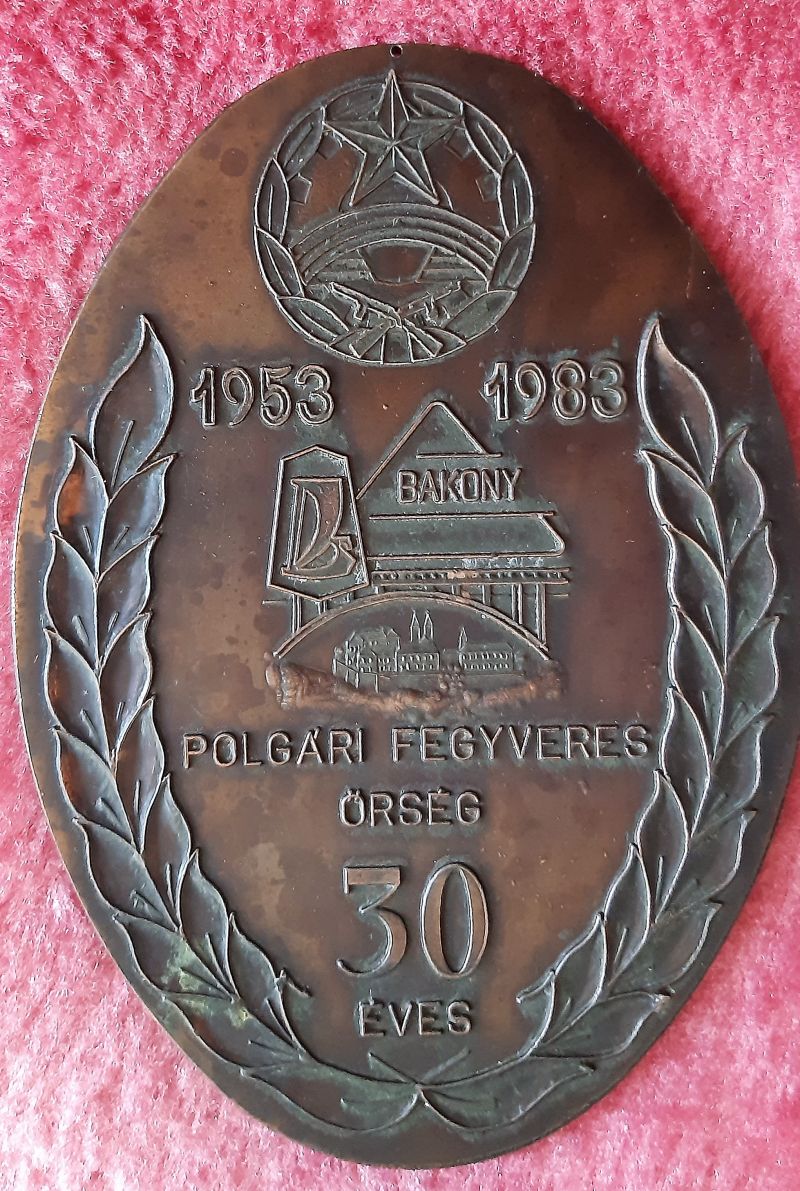 1953 1983
BAKONY
POLGÁRI FEGYVERES
ŐRSÉG
30
ÉVES